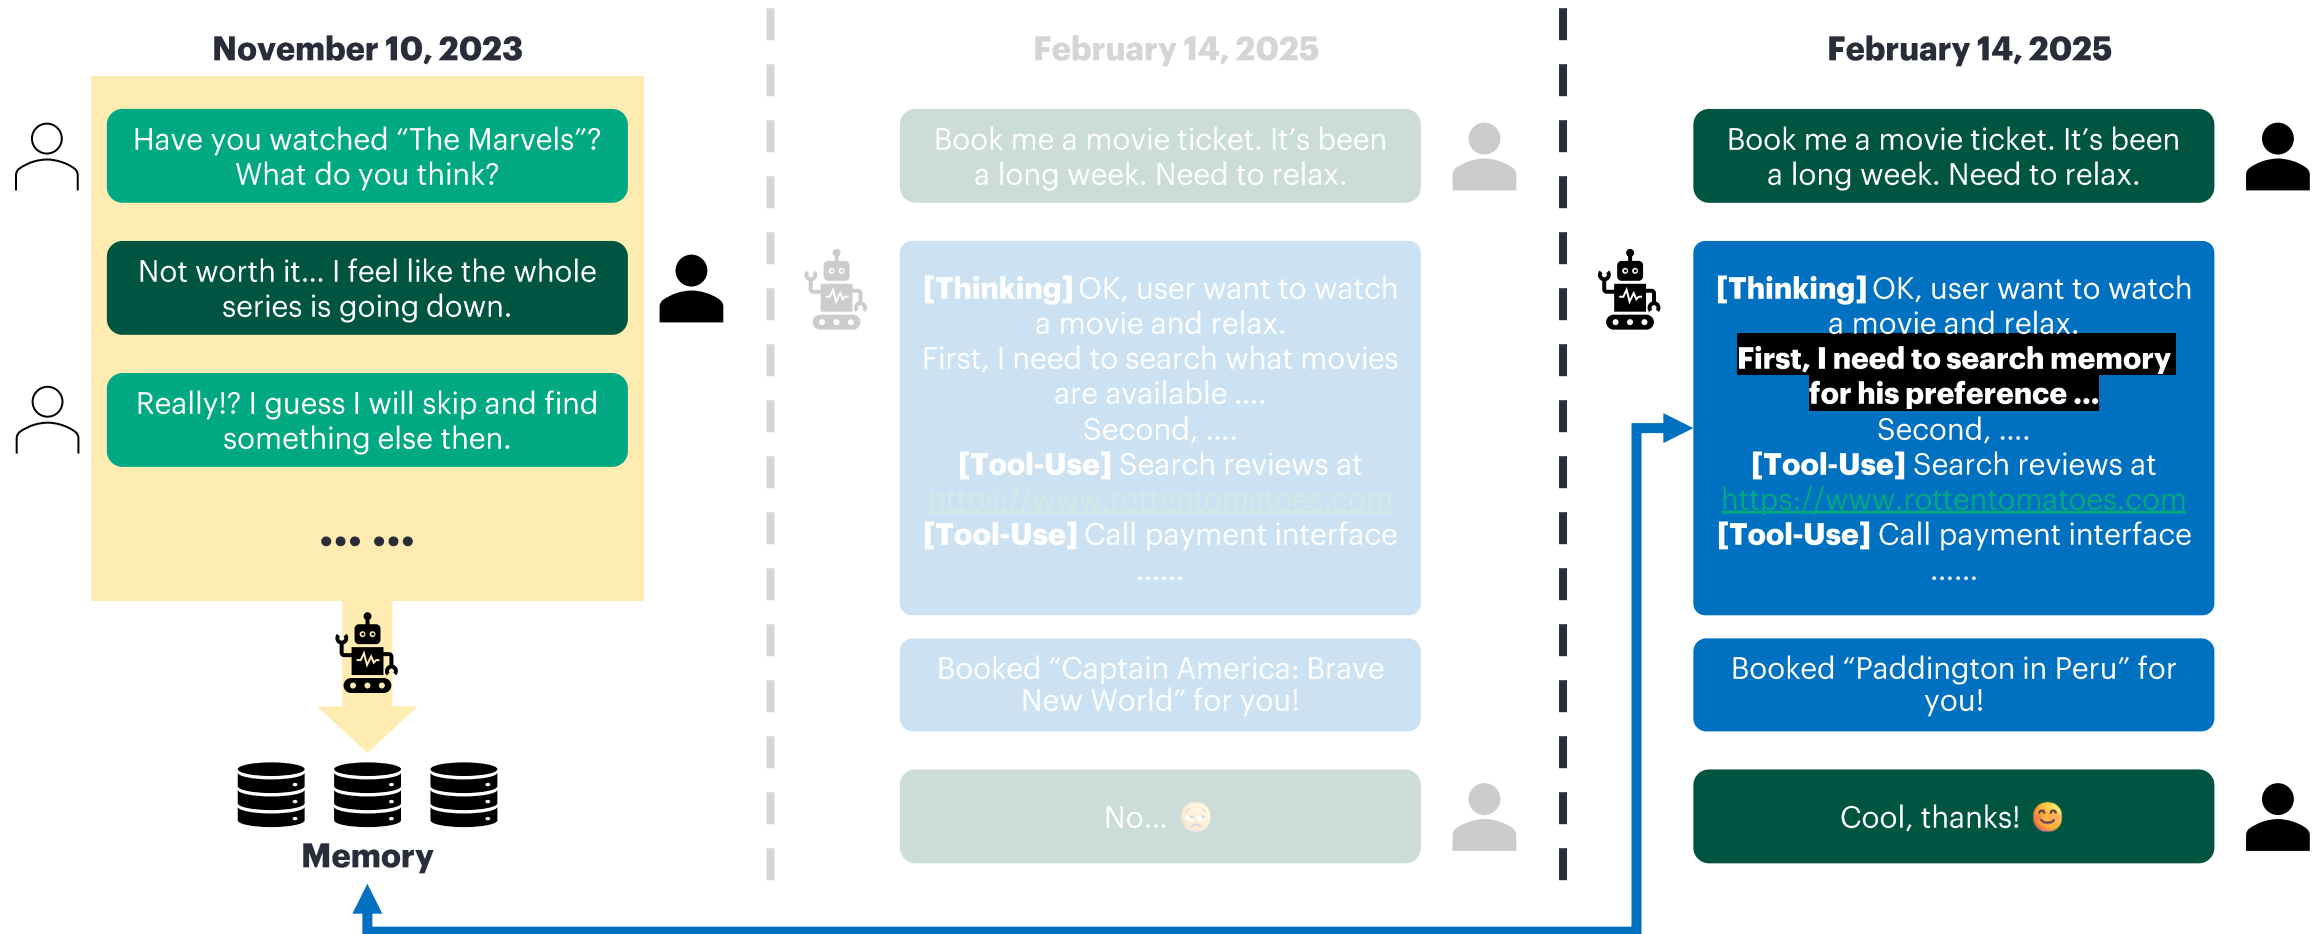 November 10, 2023
Have you watched “The Marvels”?
What do you think?
Not worth it... I feel like the whole
series is going down.
Really!? I guess I will skip and find
something else then.
... ...
Memory
February 14, 2025
Book me a movie ticket. It’s been
a long week. Need to relax.
[Thinking] OK, user want to watch
a movie and relax.
First, I need to search what movies
are available ....
Second, ....
[Tool-Use] Search reviews at
https://www.rottentomatoes.com
[Tool-Use] Call payment interface
......
Booked “Captain America: Brave
New World” for you!
No... 😞
February 14, 2025
Book me a movie ticket. It’s been
a long week. Need to relax.
[Thinking] OK, user want to watch
a movie and relax.
First, I need to search memory
for his preference ...
Second, ....
[Tool-Use] Search reviews at
https://www.rottentomatoes.com
[Tool-Use] Call payment interface
......
Booked “Paddington in Peru” for
you!
Cool, thanks! 😊